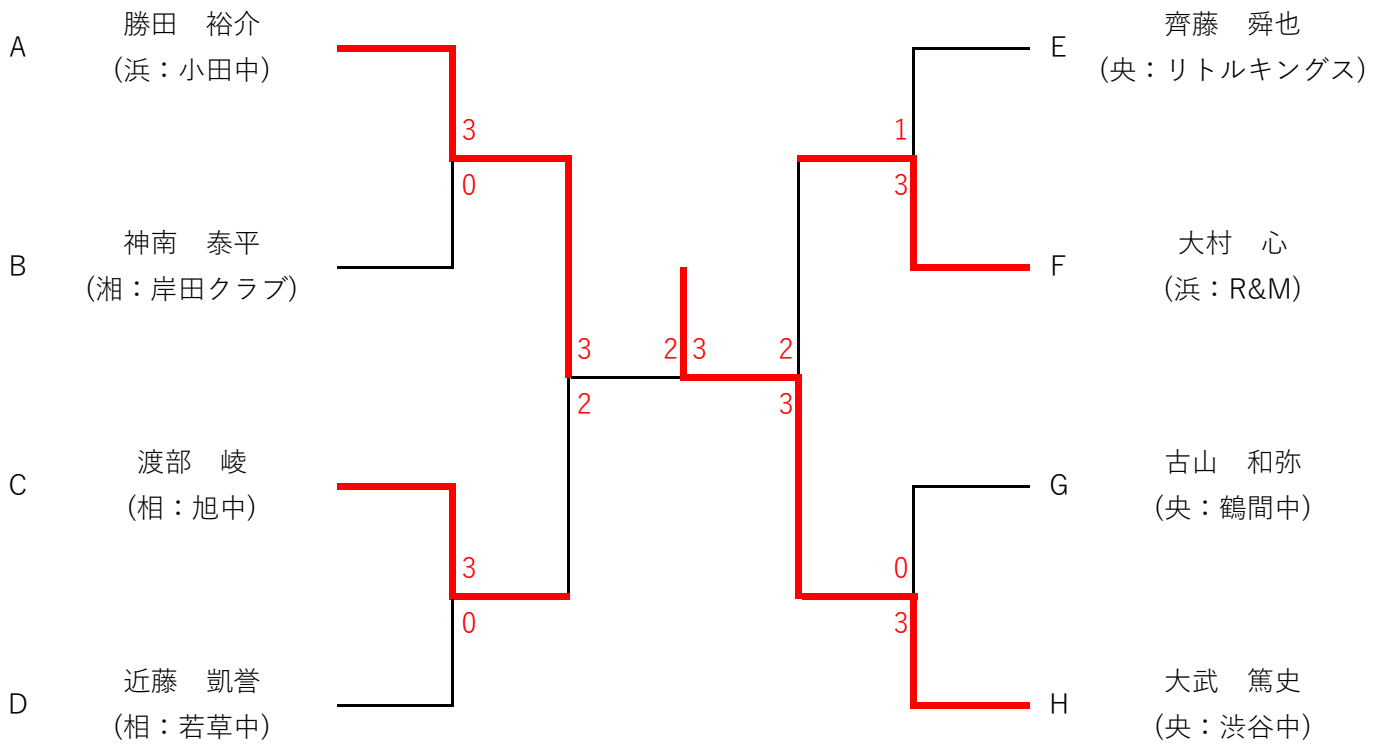 A
勝田　裕介
(浜：小田中)
B
神南　泰平
(湘：岸田クラブ)
C
渡部　崚
(相：旭中)
D
近藤　凱誉
(相：若草中)
3
0
3
0
3
2
2 3
2
3
1
3
0
3
E
齊藤　舜也
(央：リトルキングス)
F
大村　心
(浜：R&M)
G
古山　和弥
(央：鶴間中)
H
大武　篤史
(央：渋谷中)